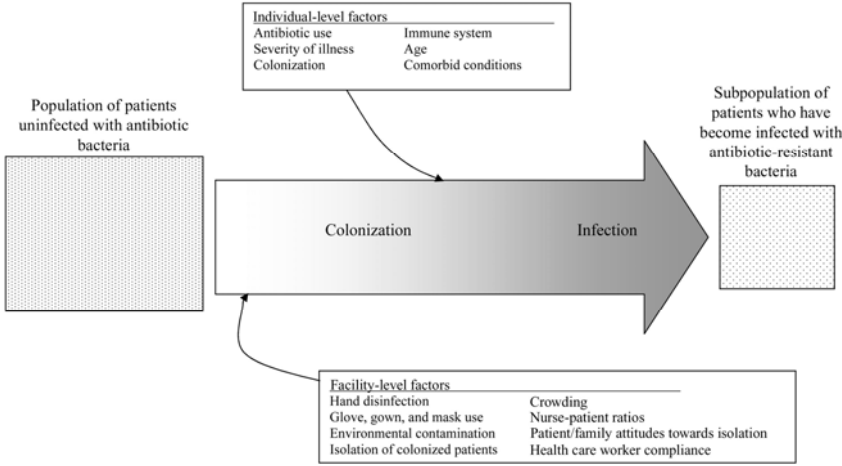 Individual-level factors
Antibiotic use Immune system
Severity of illness Age
Colonization Comorbid conditions
Population of patients
uninfected with antibiotic
bacteria
Subpopulation of
patients who have
become infected with
antibiotic-resistant
bacteria
Colonization Infection
Facility-level factors
Hand disinfection Crowding
Glove, gown, and mask use Nurse-patient ratios
Environmental contamination Patient/family attitudes towards isolation
Isolation of colonized patients Health care worker compliance